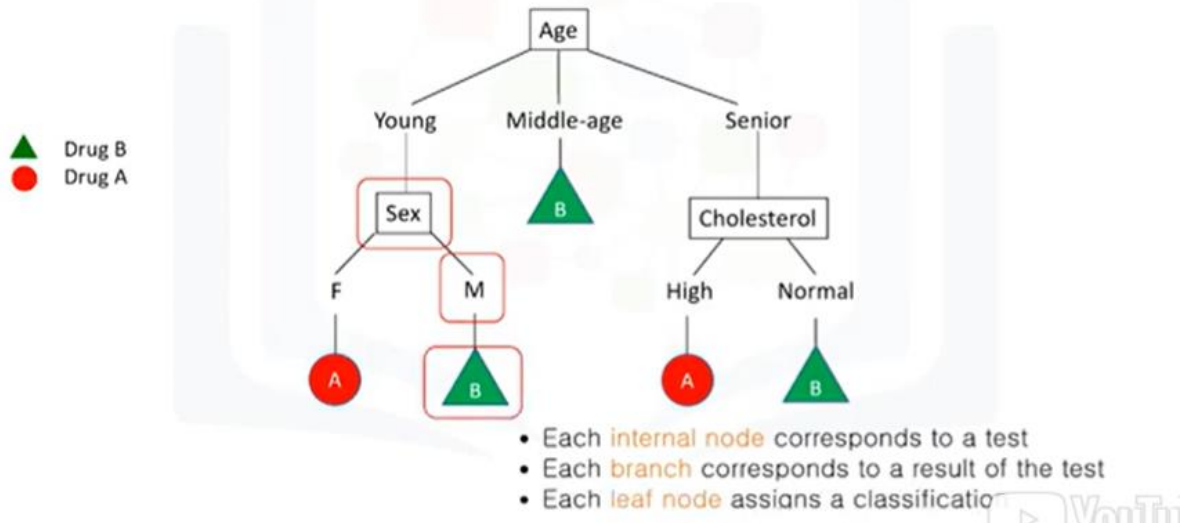 Age
Young Middle-age Senior
Drug B
Drug A
Sex B Cholesterol
F M High Normal
A B A B
• Each internal node corresponds to a test
• Each branch corresponds to a result of the test
• Each leaf node assigns a classificatio